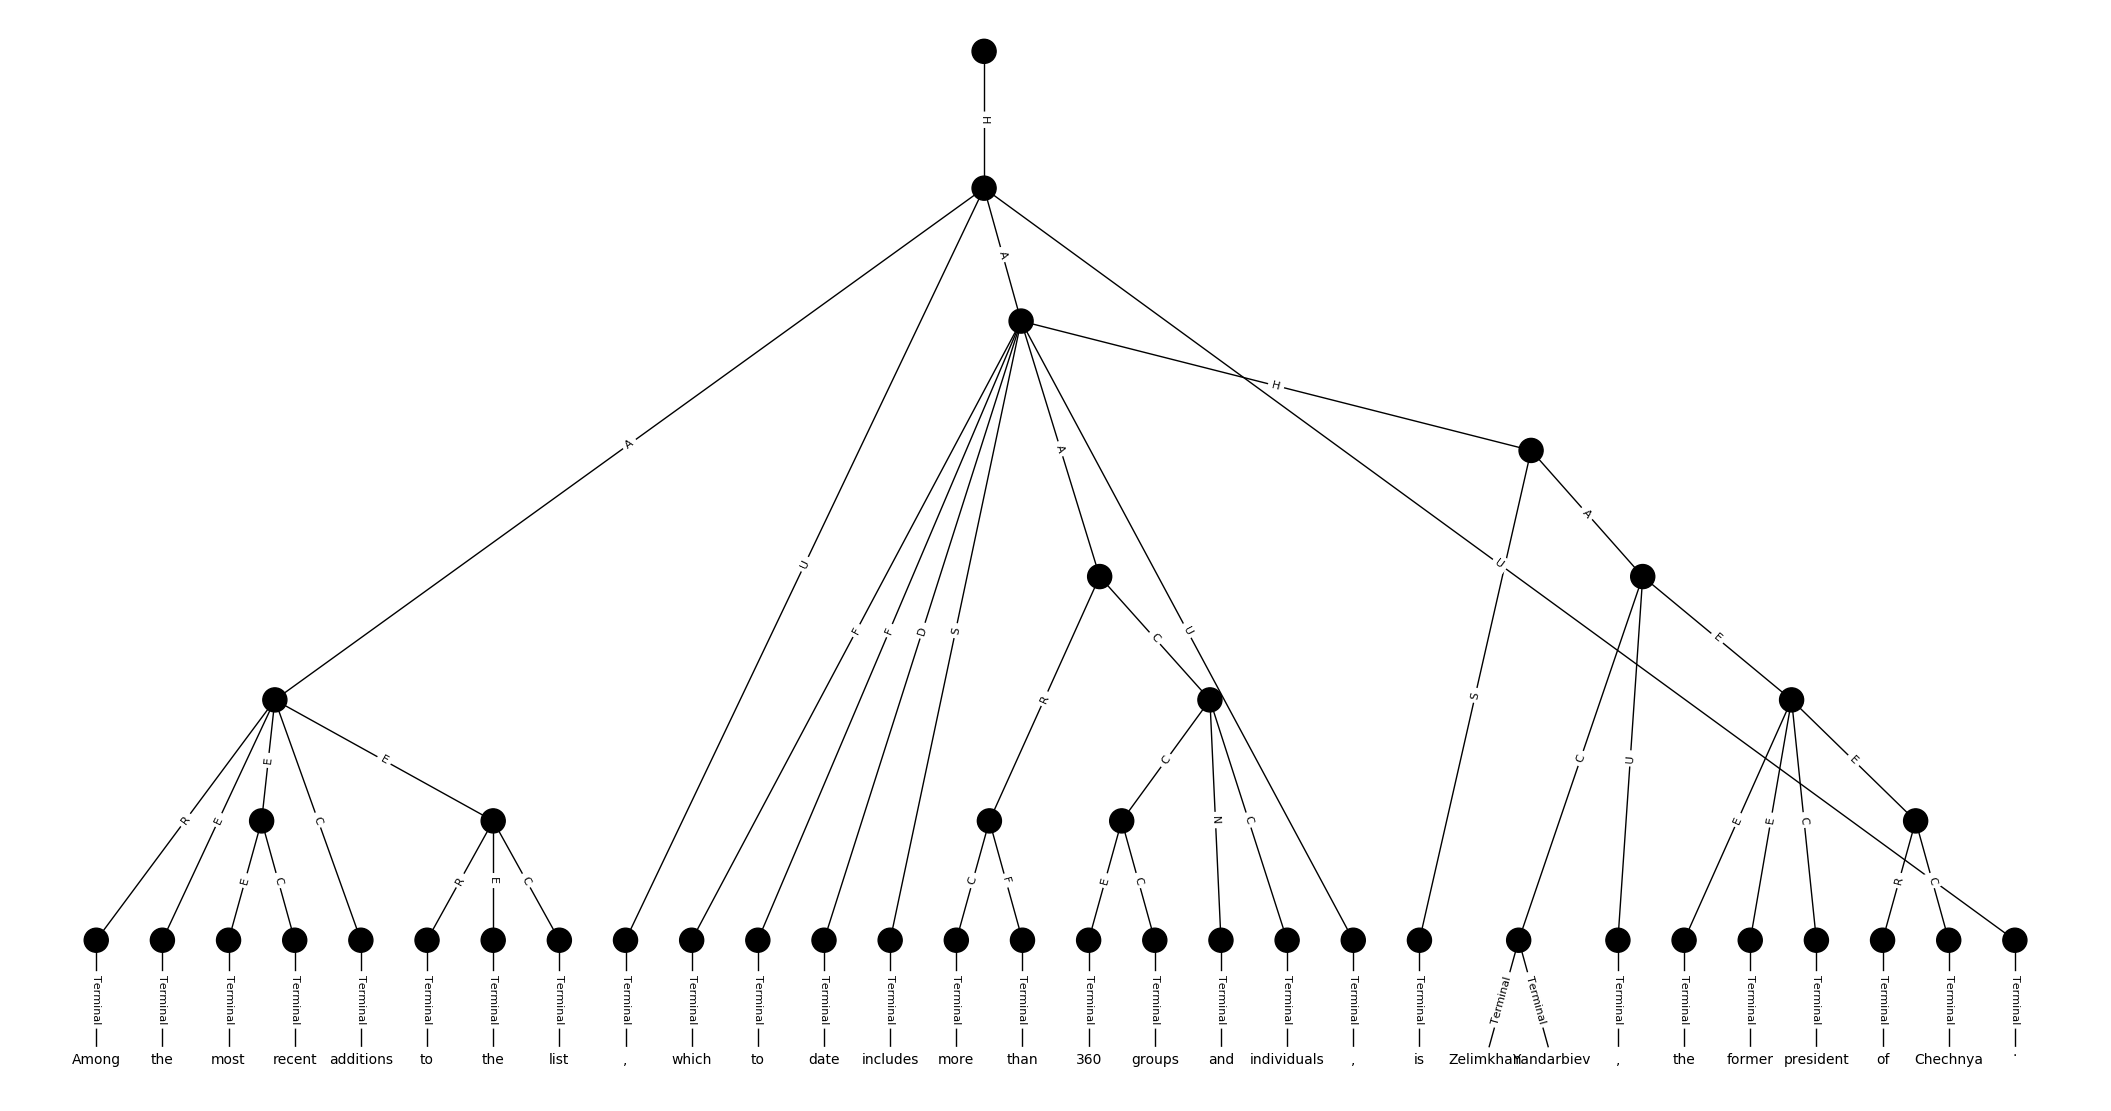 H
A
H
A
A
A
U
U
F F D S C U E
R S
E E C C U E
R E C N C E E C
E C R E C C F E C R C
Terminal Terminal Terminal Terminal Terminal Terminal Terminal Terminal Terminal Terminal Terminal Terminal Terminal Terminal Terminal Terminal Terminal Terminal Terminal Terminal Terminal Terminal Terminal Terminal Terminal Terminal Terminal Terminal Terminal Terminal
Among the most recent additions to the list , which to date includes more than 360 groups and individuals , is Zelimkhan Yandarbiev , the former president of Chechnya .